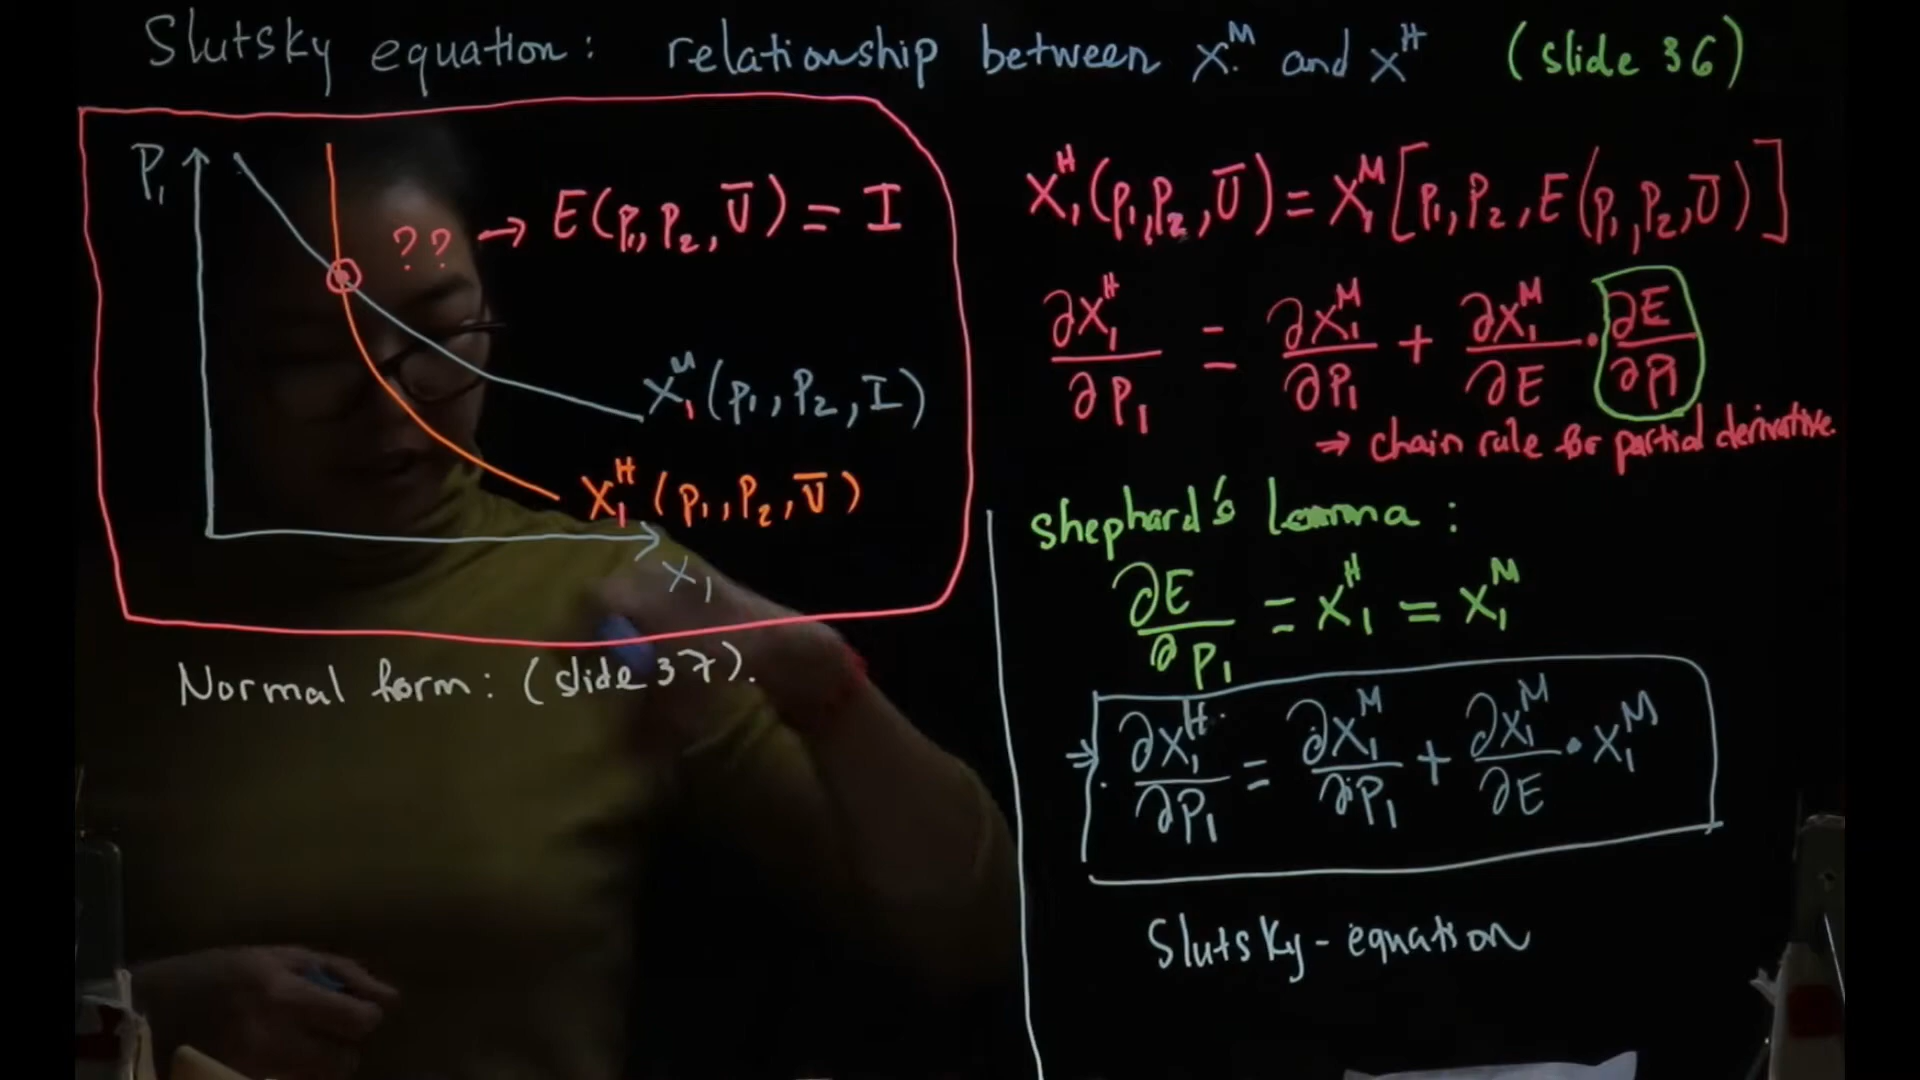 Slutsky equation: relationship between X^M and X^H (slide 36)
P₁
?? → E(P₁, P₂, Ū) = I
X₁^M (P₁, P₂, I)
X₁^H (P₁, P₂, Ū)
X₁
Normal form: (slide 37).
X₁^H (P₁, P₂, Ū) = X₁^M [P₁, P₂, E(P₁, P₂, Ū)]
∂X₁^H/∂P₁ = ∂X₁^M/∂P₁ + ∂X₁^M/∂E · ∂E/∂P₁
⇒ chain rule for partial derivative.
shephard's lemma:
∂E/∂P₁ = X₁^H = X₁^M
⇒ ∂X₁^H/∂P₁ = ∂X₁^M/∂P₁ + ∂X₁^M/∂E · X₁^M
Slutsky-equation